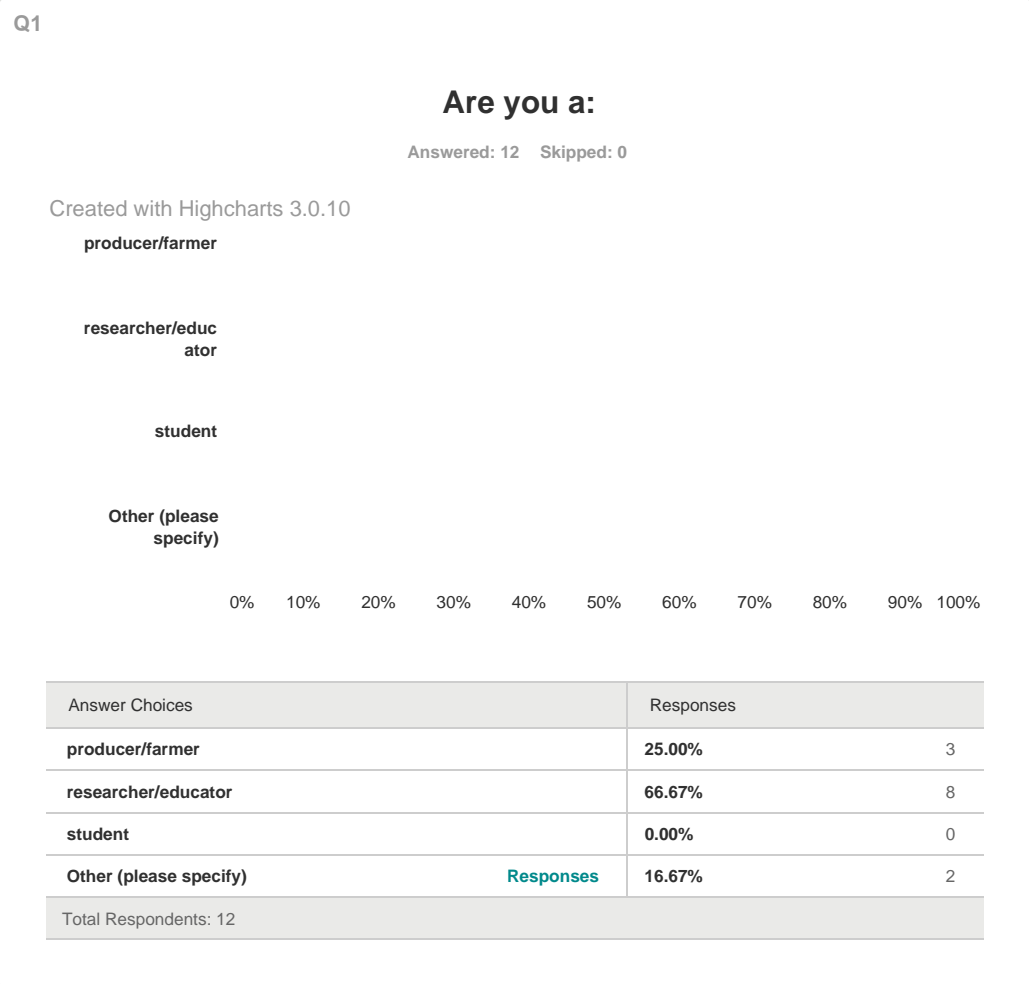 Q1
Are you a:
Answered: 12 Skipped: 0
Created with Highcharts 3.0.10
producer/farmer
researcher/educ
ator
student
Other (please
specify)
0% 10% 20% 30% 40% 50% 60% 70% 80% 90% 100%
Answer Choices Responses
producer/farmer 25.00% 3
researcher/educator 66.67% 8
student 0.00% 0
Other (please specify) Responses 16.67% 2
Total Respondents: 12